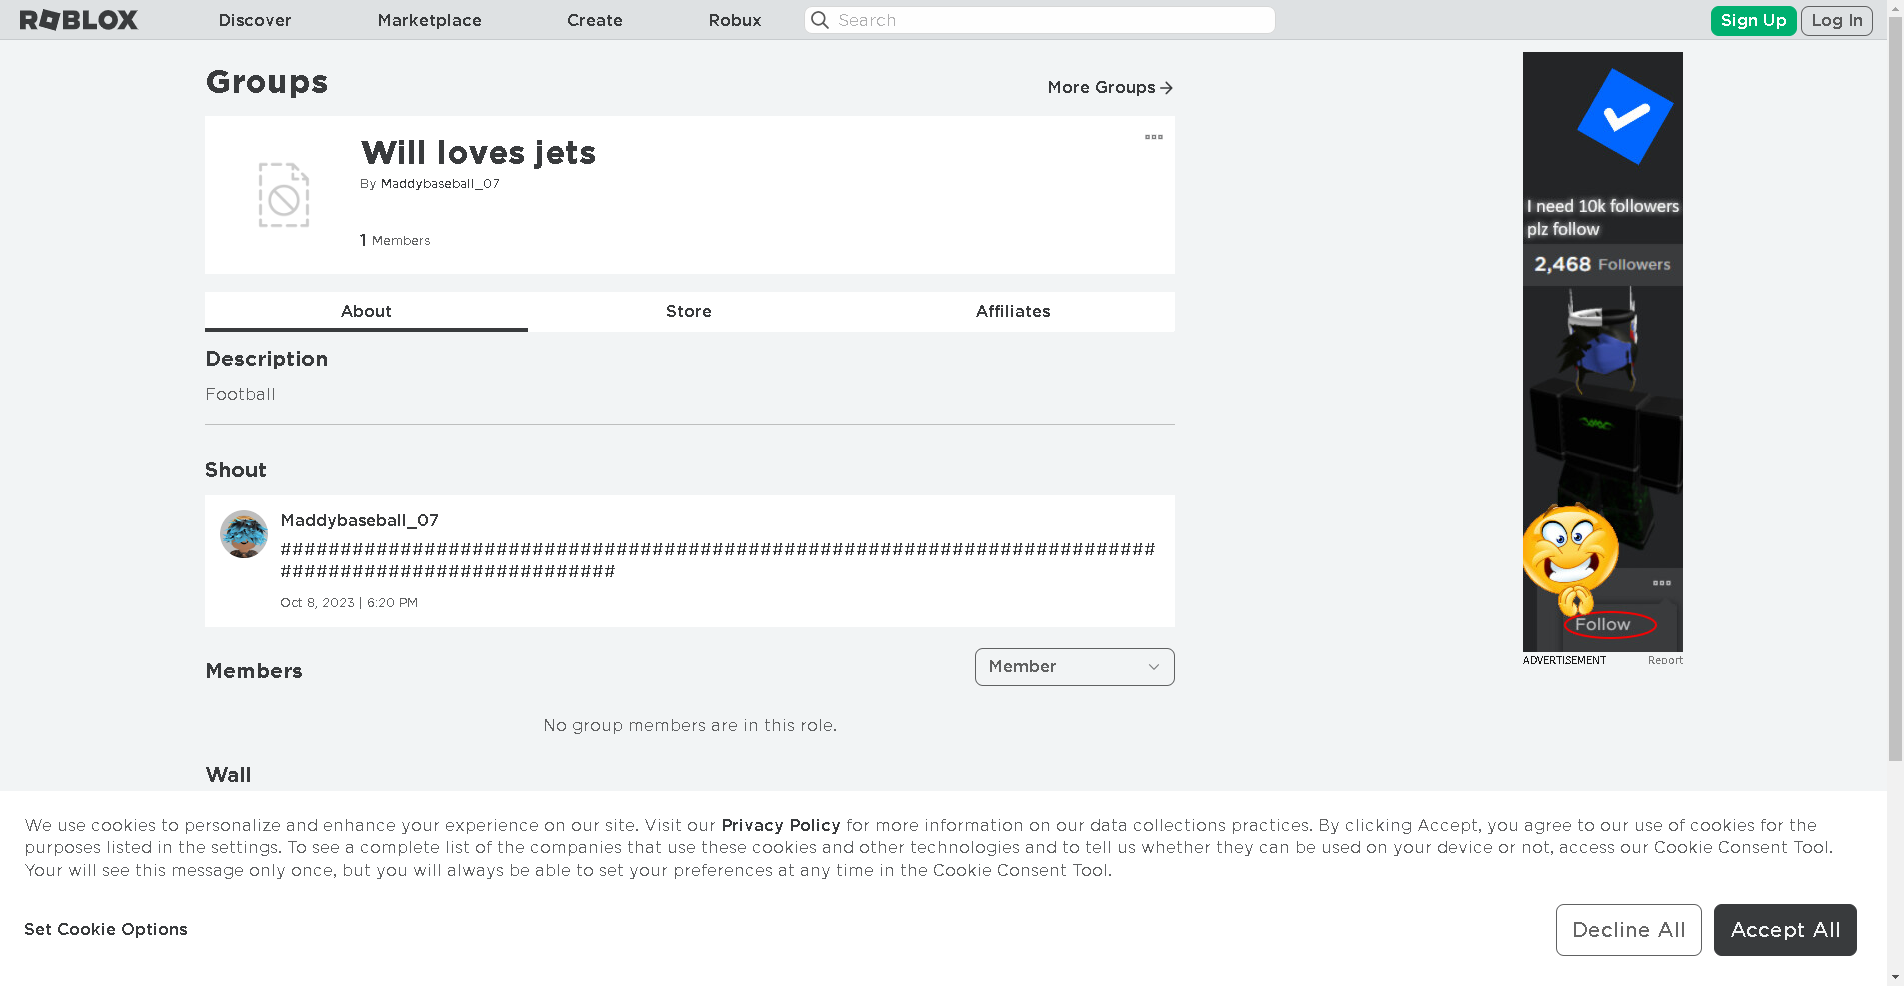 ROBLOX Discover Marketplace Create Robux Search Sign Up Log In
Groups
More Groups
Will loves jets
By Maddybaseball_07
1 Members
About Store Affiliates
Description
Football
Shout
Maddybaseball_07
#########################################################################
############################
Oct 8, 2023 | 6:20 PM
Members
Member
No group members are in this role.
Wall
I need 10k followers
plz follow
2,468 Followers
Follow
ADVERTISEMENT Report
We use cookies to personalize and enhance your experience on our site. Visit our Privacy Policy for more information on our data collections practices. By clicking Accept, you agree to our use of cookies for the
purposes listed in the settings. To see a complete list of the companies that use these cookies and other technologies and to tell us whether they can be used on your device or not, access our Cookie Consent Tool.
Your will see this message only once, but you will always be able to set your preferences at any time in the Cookie Consent Tool.
Set Cookie Options
Decline All
Accept All